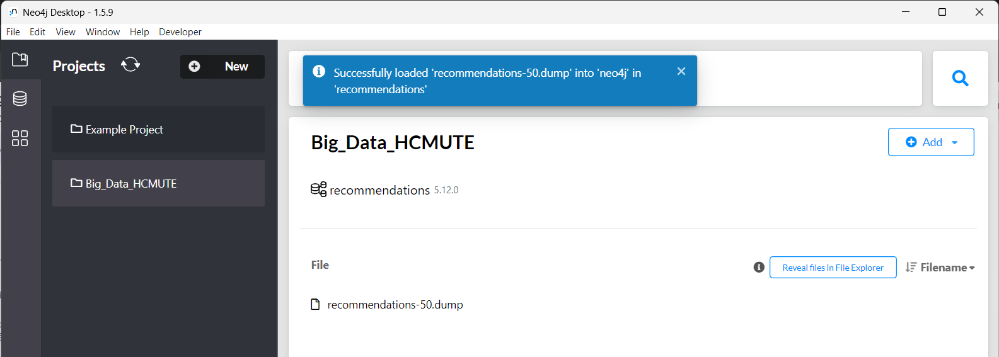 Neo4j Desktop - 1.5.9
File Edit View Window Help Developer
Projects
New
Example Project
Big_Data_HCMUTE
Successfully loaded 'recommendations-50.dump' into 'neo4j' in
'recommendations'
Big_Data_HCMUTE
Add
recommendations 5.12.0
File
Reveal files in File Explorer
Filename
recommendations-50.dump